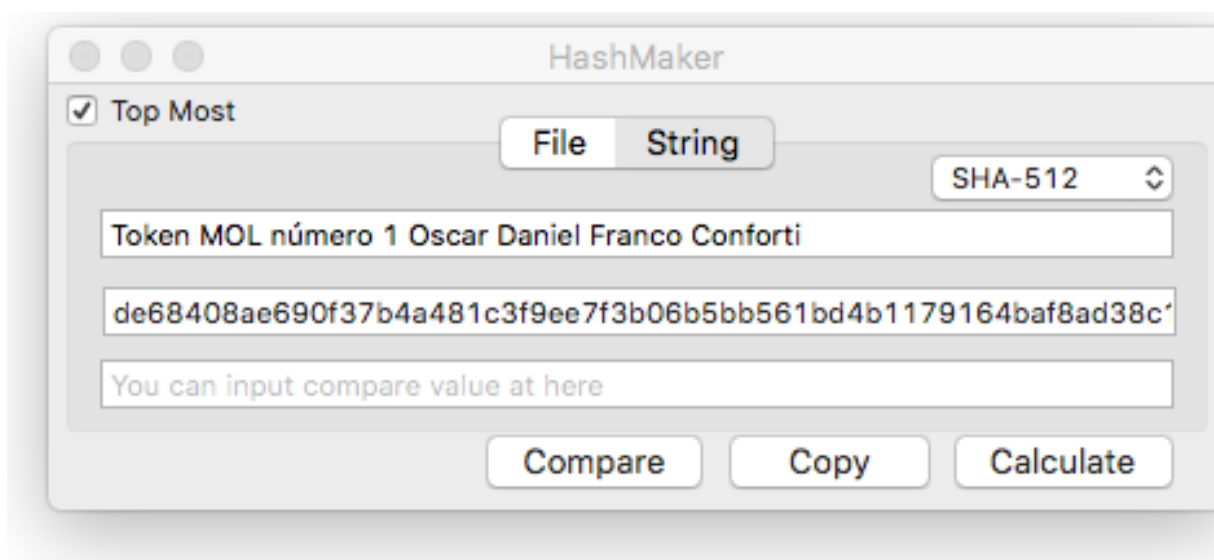 HashMaker
Top Most
File String
SHA-512
Token MOL número 1 Oscar Daniel Franco Conforti
de68408ae690f37b4a481c3f9ee7f3b06b5bb561bd4b1179164baf8ad38c1
You can input compare value at here
Compare Copy Calculate